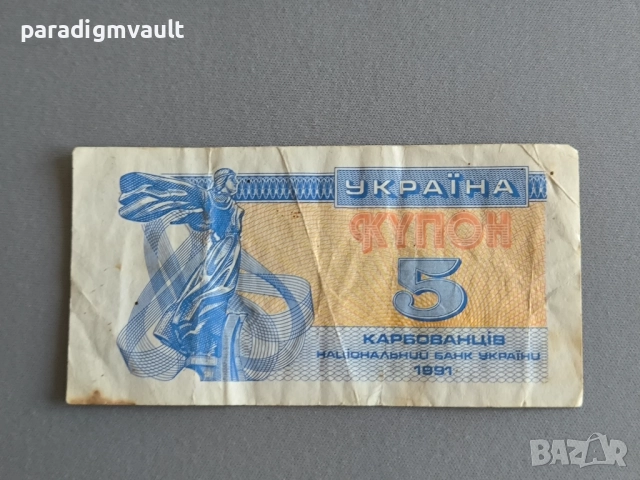 paradigmvault
УКРАЇНА
КУПОН
5
КАРБОВАНЦІВ
НАЦІОНАЛЬНИЙ БАНК УКРАЇНИ
1991
BAZAR